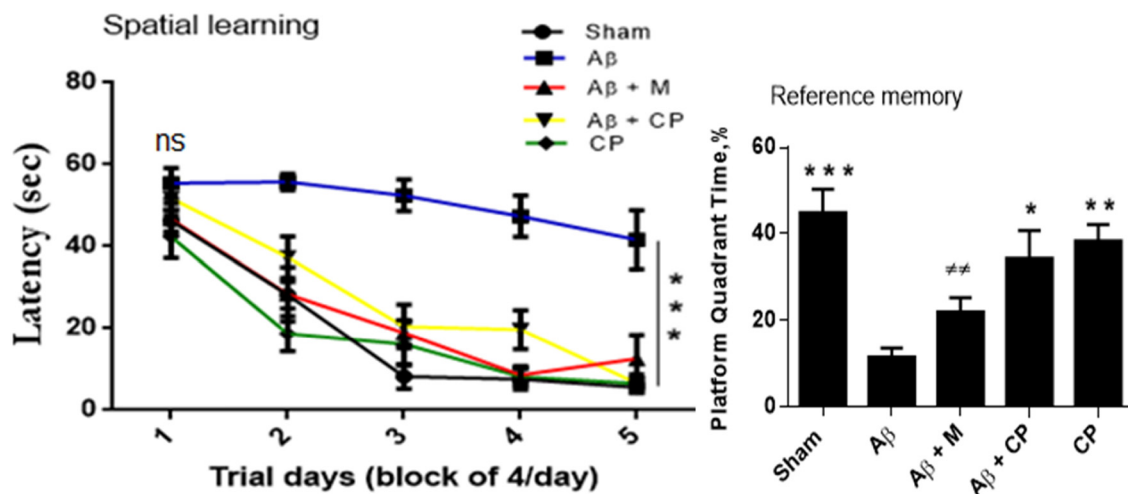 Spatial learning
Sham
Aβ
Aβ + M
Aβ + CP
CP
Latency (sec)
80
60
40
20
0
ns
***
1
2
3
4
5
Trial days (block of 4/day)
Reference memory
Platform Quadrant Time,%
60
40
20
0
***
≠≠
*
**
Sham
Aβ
Aβ + M
Aβ + CP
CP